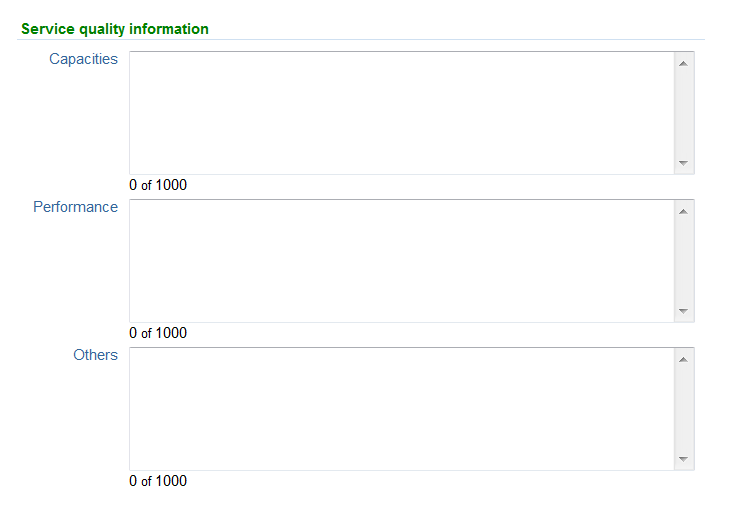 Service quality information
Capacities
0 of 1000
Performance
0 of 1000
Others
0 of 1000